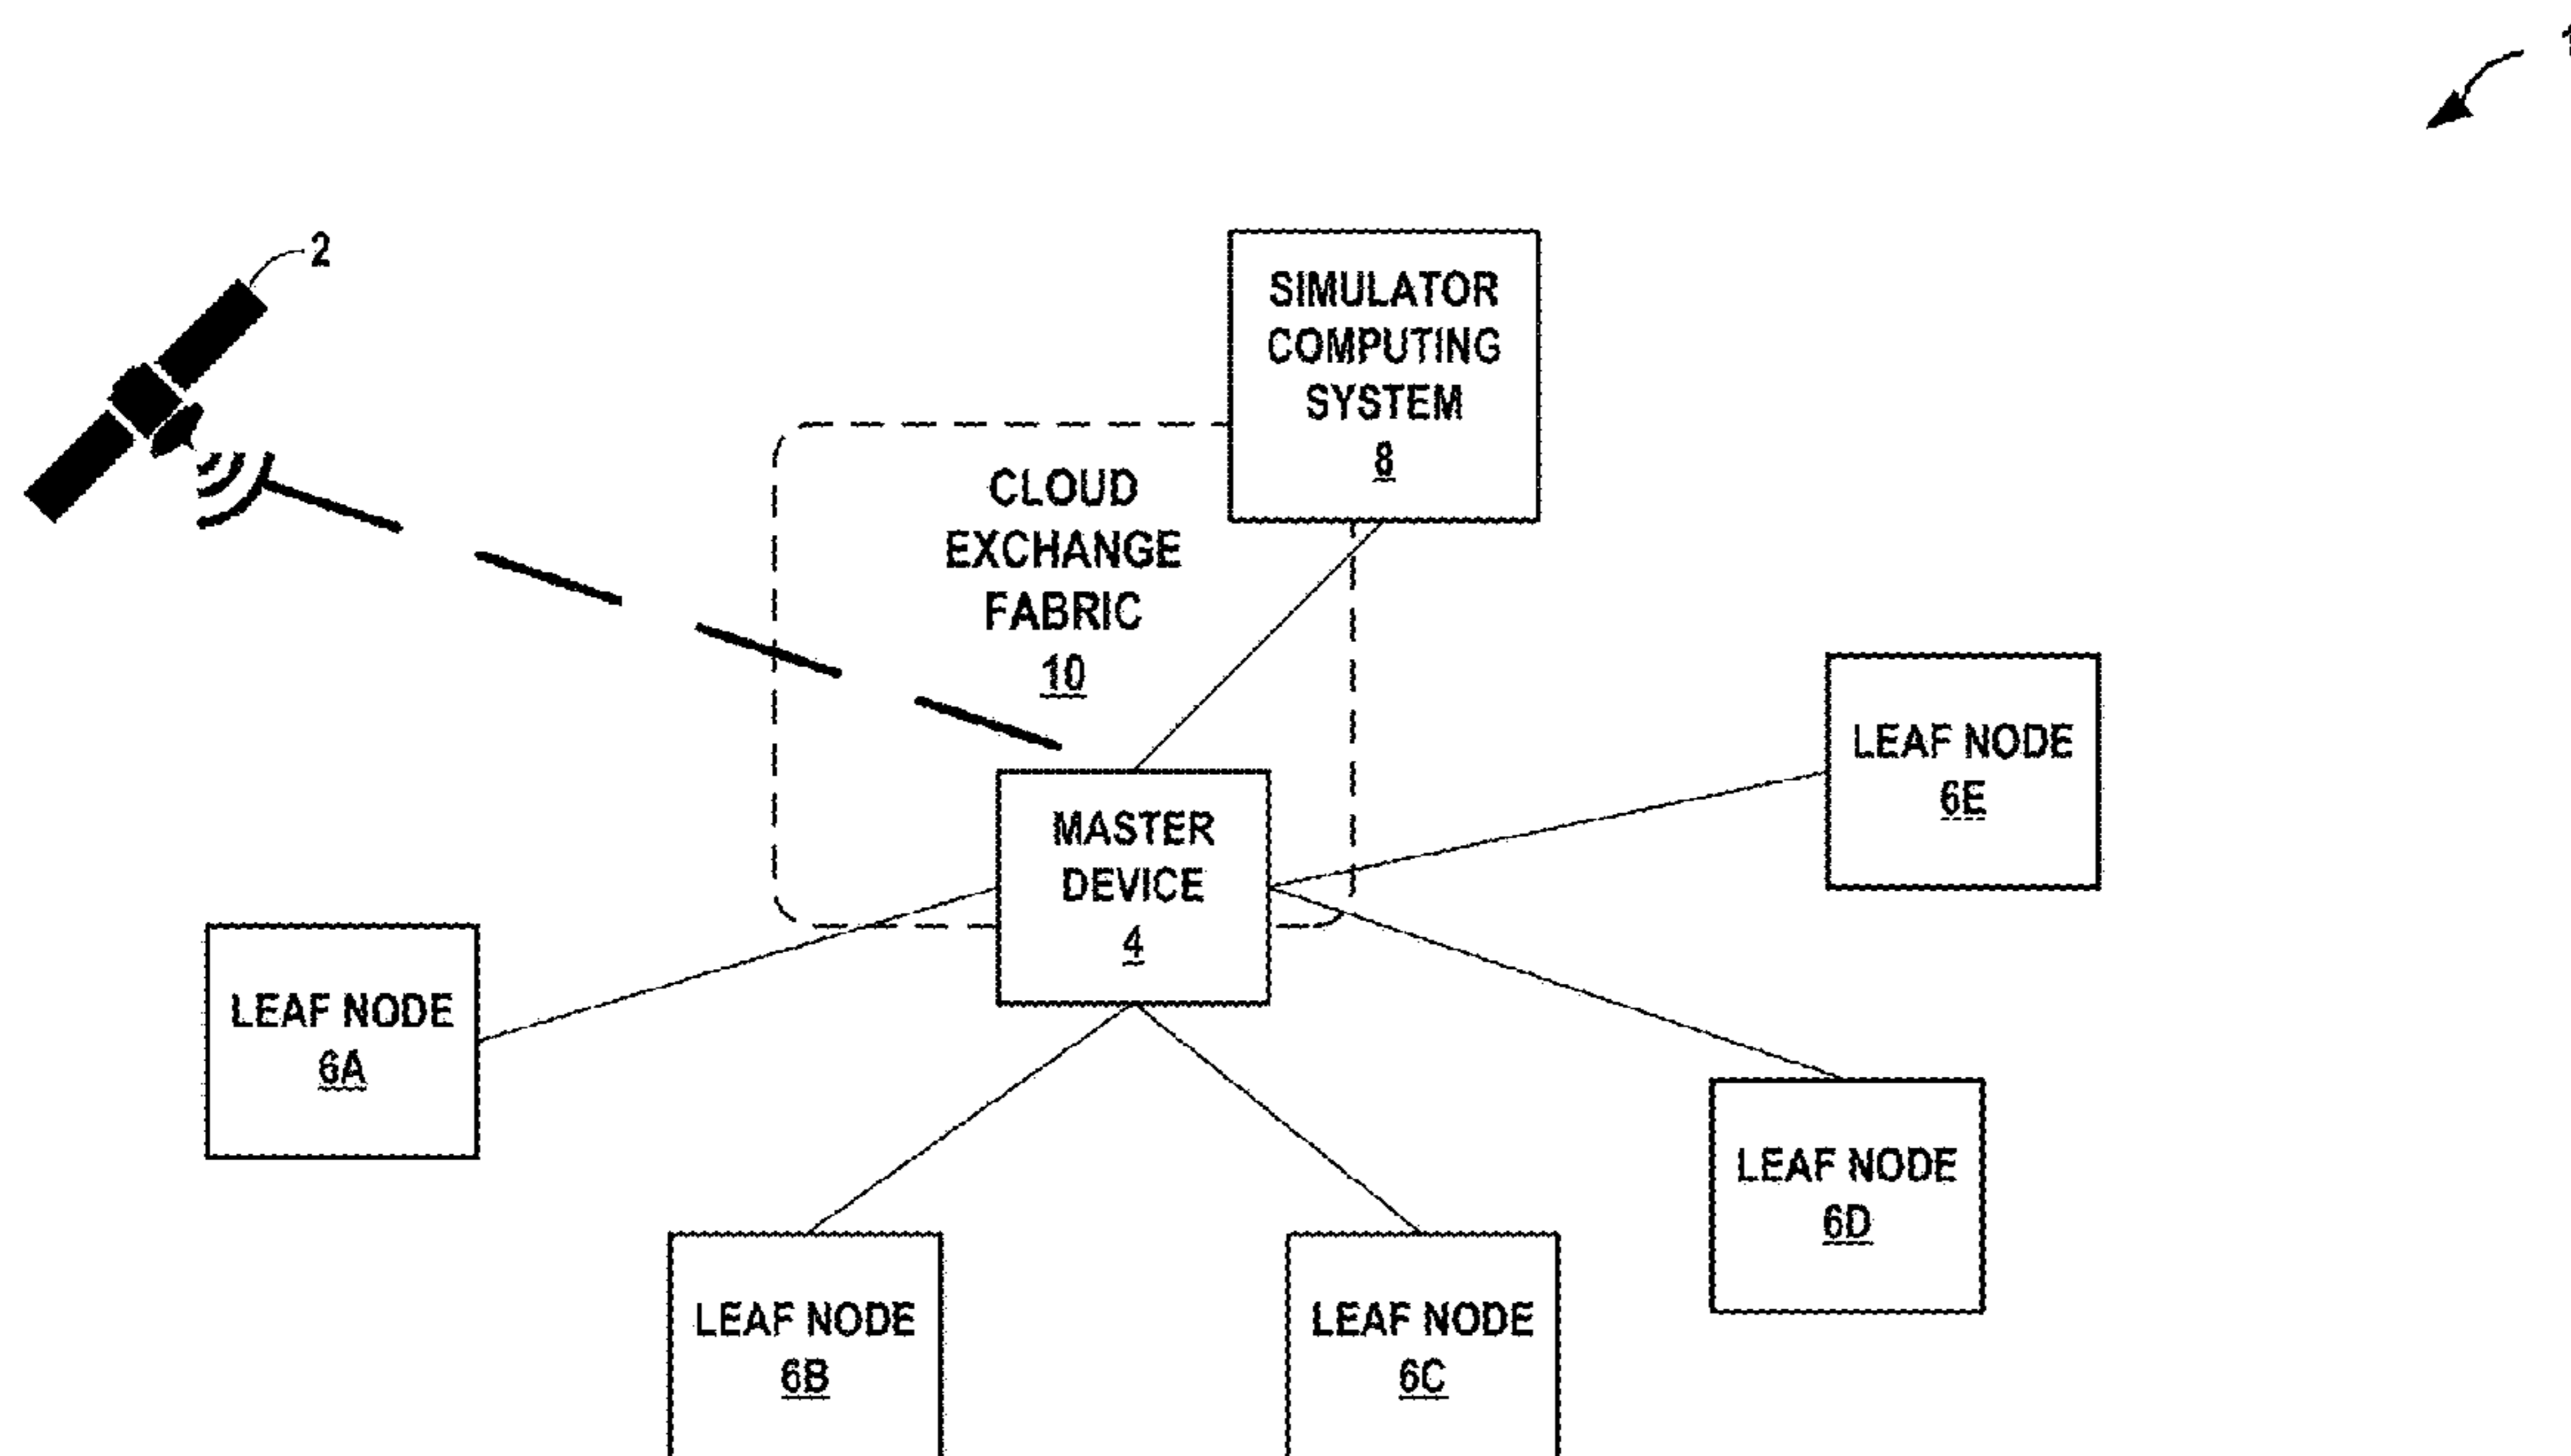 2
SIMULATOR
COMPUTING
SYSTEM
8
CLOUD
EXCHANGE
FABRIC
10
LEAF NODE
6E
MASTER
DEVICE
4
LEAF NODE
6A
LEAF NODE
6D
LEAF NODE
6B
LEAF NODE
6C